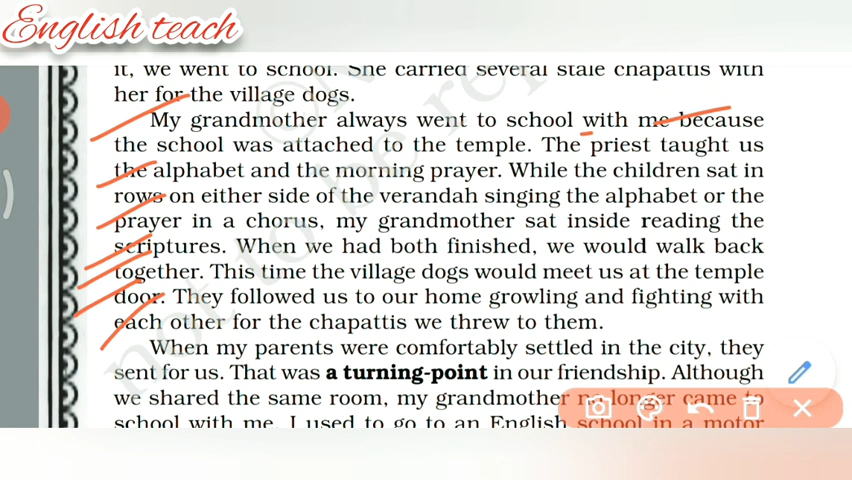 English teach
it, we went to school. She carried several stale chapattis with
her for the village dogs.
My grandmother always went to school with me because
the school was attached to the temple. The priest taught us
the alphabet and the morning prayer. While the children sat in
rows on either side of the verandah singing the alphabet or the
prayer in a chorus, my grandmother sat inside reading the
scriptures. When we had both finished, we would walk back
together. This time the village dogs would meet us at the temple
door. They followed us to our home growling and fighting with
each other for the chapattis we threw to them.
When my parents were comfortably settled in the city, they
sent for us. That was a turning-point in our friendship. Although
we shared the same room, my grandmother no longer came to
school with me. I used to go to an English school in a motor
not to be rep